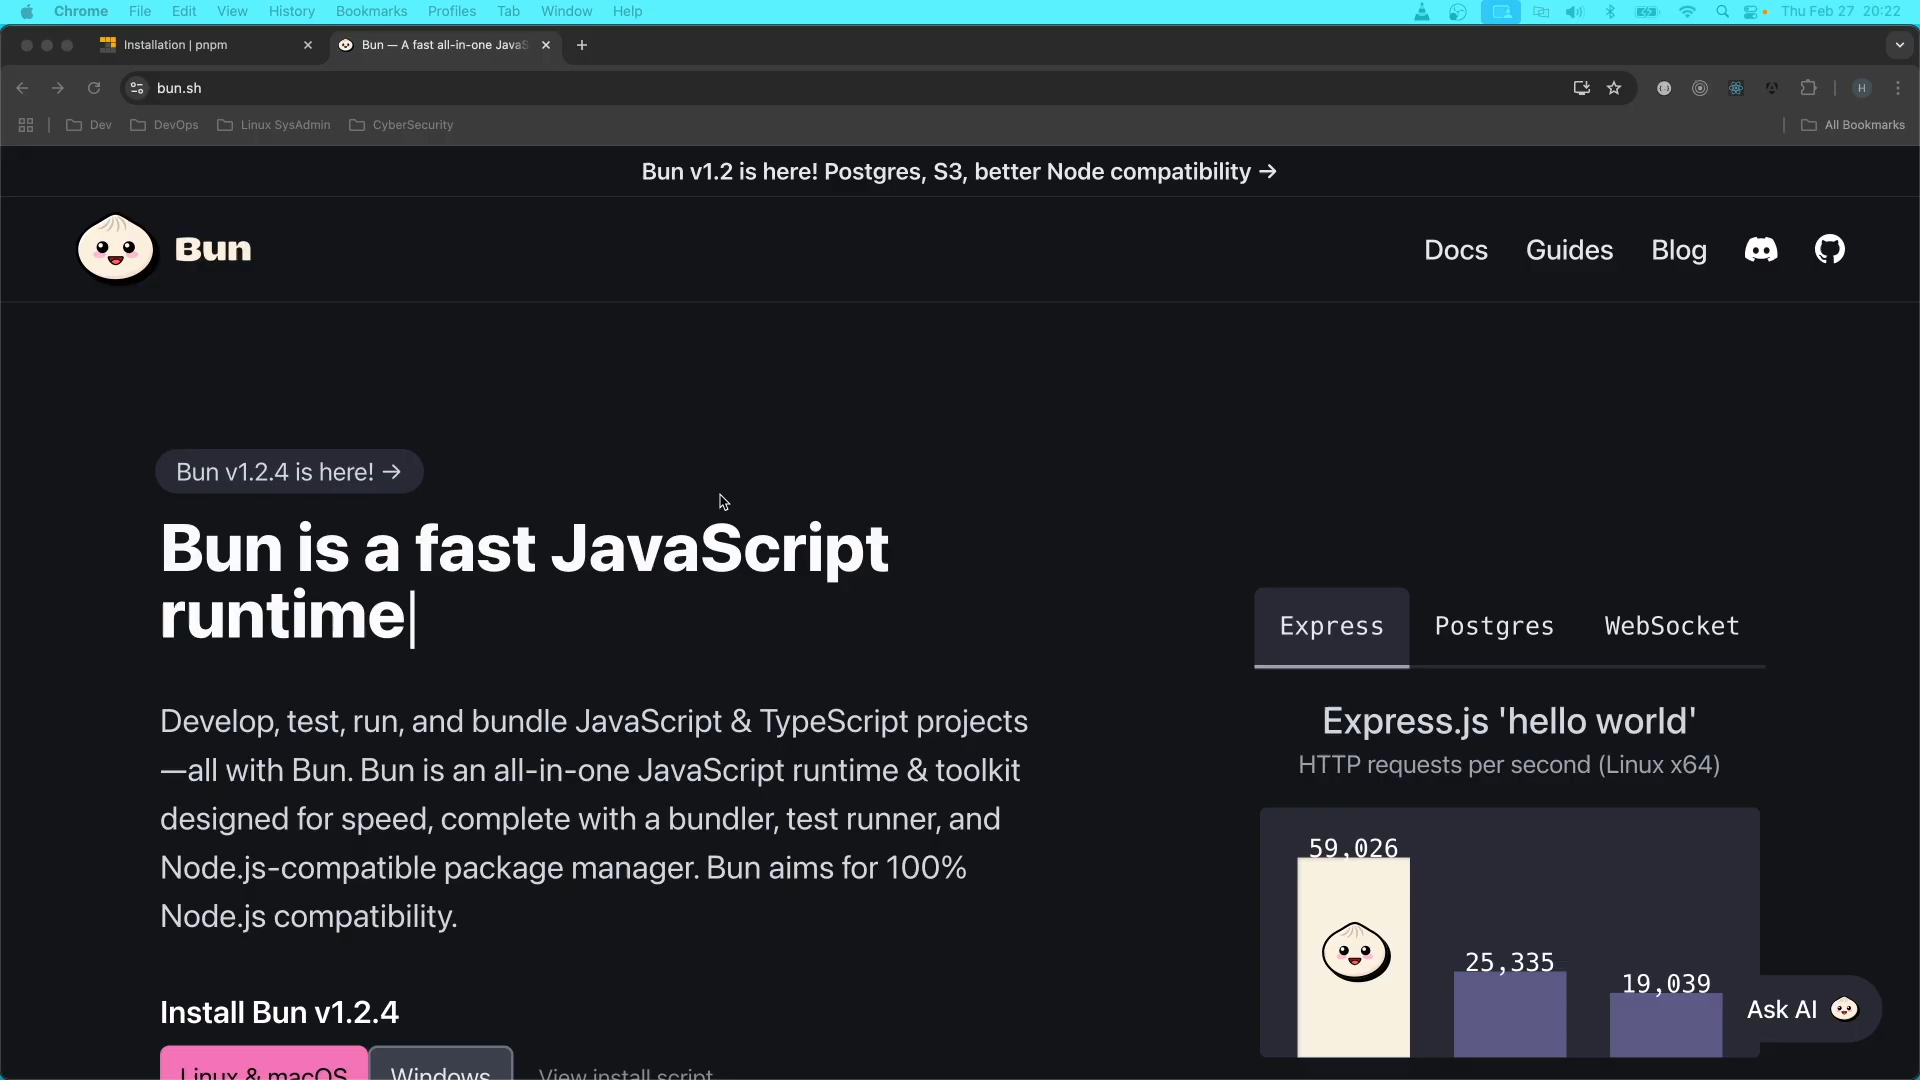 Chrome File Edit View History Bookmarks Profiles Tab Window Help Thu Feb 27 20:22
Installation | pnpm
Bun — A fast all-in-one JavaS
bun.sh
H
Dev DevOps Linux SysAdmin CyberSecurity All Bookmarks
Bun v1.2 is here! Postgres, S3, better Node compatibility →
Bun
Docs Guides Blog
Bun v1.2.4 is here! →
Bun is a fast JavaScript
runtime
Develop, test, run, and bundle JavaScript & TypeScript projects
—all with Bun. Bun is an all-in-one JavaScript runtime & toolkit
designed for speed, complete with a bundler, test runner, and
Node.js-compatible package manager. Bun aims for 100%
Node.js compatibility.
Install Bun v1.2.4
Linux & macOS Windows View install script
Express Postgres WebSocket
Express.js 'hello world'
HTTP requests per second (Linux x64)
59,026
25,335
19,039
Ask AI